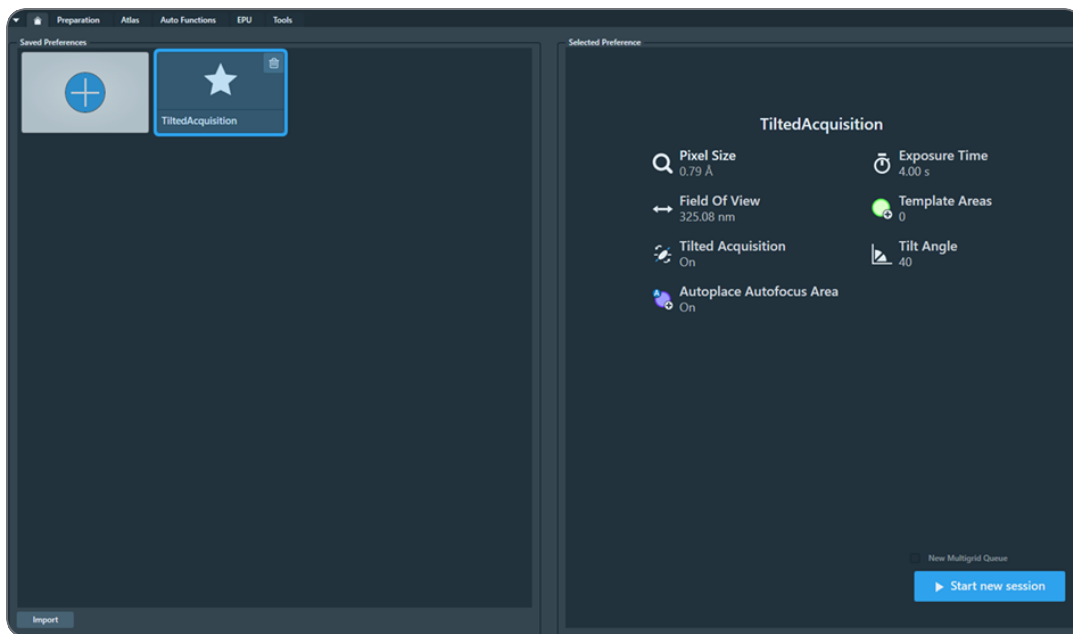 Preparation Atlas Auto Functions EPU Tools
Saved Preferences
TiltedAcquisition
Import
Selected Preference
TiltedAcquisition
Pixel Size
0.79 Å
Exposure Time
4.00 s
Field Of View
325.08 nm
Template Areas
0
Tilted Acquisition
On
Tilt Angle
40
Autoplace Autofocus Area
On
New Multigrid Queue
Start new session